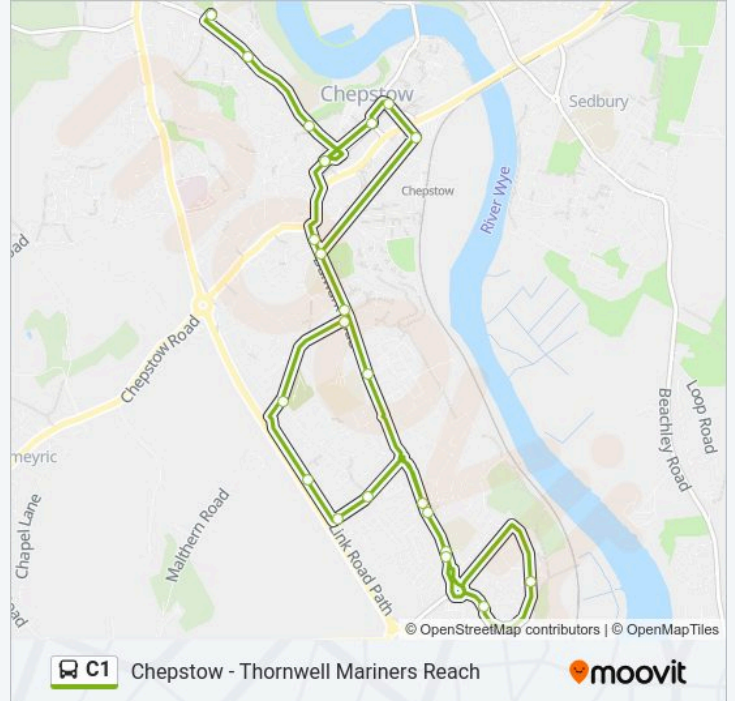 Chepstow
Sedbury
Chepstow
River Wye
Chepstow Road
Loop Road
Beachley Road
meyric
Chapel Lane
Malthern Road
Link Road Path
© OpenStreetMap contributors | © OpenMapTiles
C1 Chepstow - Thornwell Mariners Reach
moovit